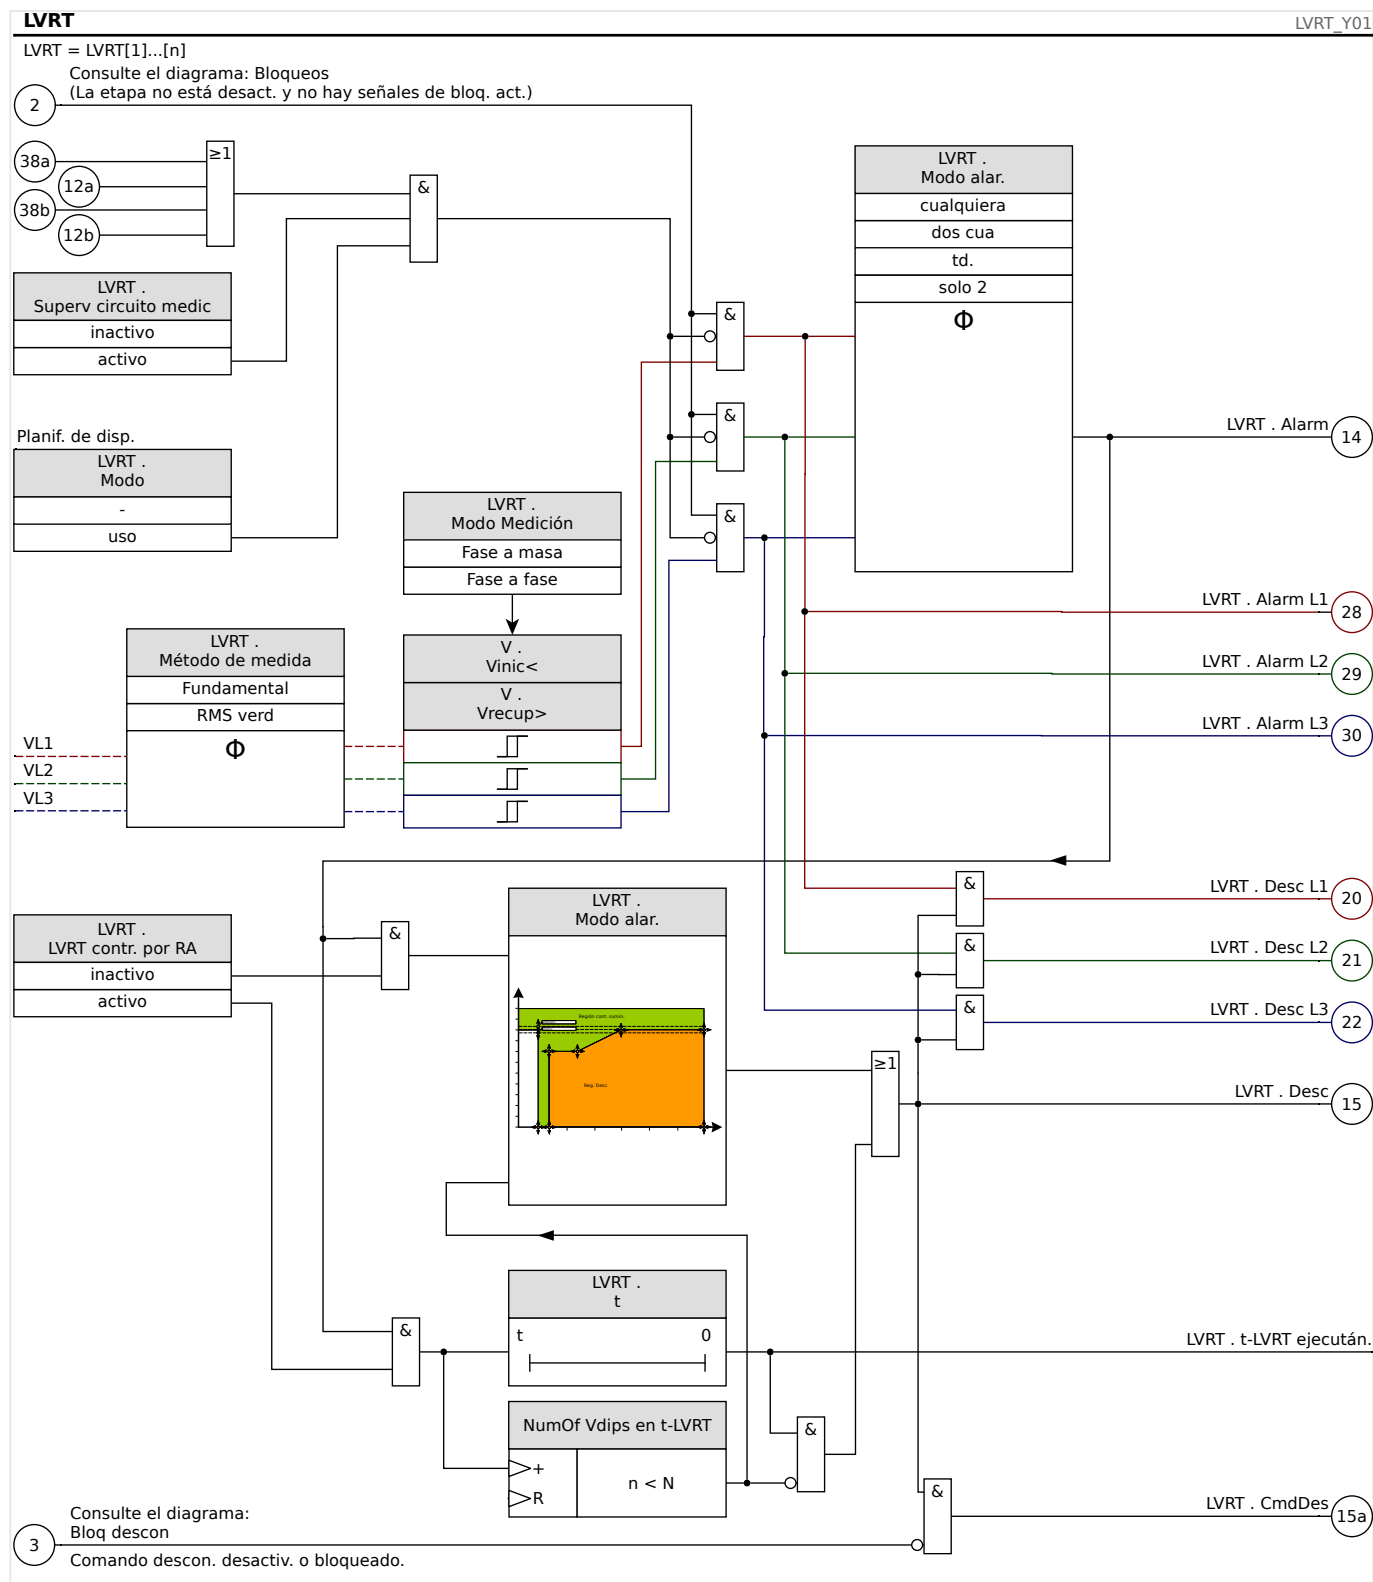 LVRT
LVRT_Y01
LVRT = LVRT[1]...[n]
Consulte el diagrama: Bloqueos
(La etapa no está desact. y no hay señales de bloq. act.)
2
38a
12a
38b
12b
≥1
&
LVRT .
Modo alar.
cualquiera
dos cua
td.
solo 2
Φ
LVRT .
Superv circuito medic
inactivo
activo
&
&
&
Planif. de disp.
LVRT .
Modo
-
uso
LVRT . Alarm
14
LVRT .
Modo Medición
Fase a masa
Fase a fase
LVRT . Alarm L1
28
LVRT . Alarm L2
29
LVRT . Alarm L3
30
LVRT .
Método de medida
Fundamental
RMS verd
Φ
V .
Vinic<
V .
Vrecup>
VL1
VL2
VL3
LVRT .
LVRT contr. por RA
inactivo
activo
&
LVRT .
Modo alar.
Región cont. sumin.
Reg. Desc.
&
LVRT . Desc L1
20
&
LVRT . Desc L2
21
&
LVRT . Desc L3
22
≥1
LVRT . Desc
15
&
LVRT .
t
t 0
LVRT . t-LVRT ejecután.
NumOf Vdips en t-LVRT
+
R
n < N
&
&
LVRT . CmdDes
15a
Consulte el diagrama:
Bloq descon
3
Comando descon. desactiv. o bloqueado.